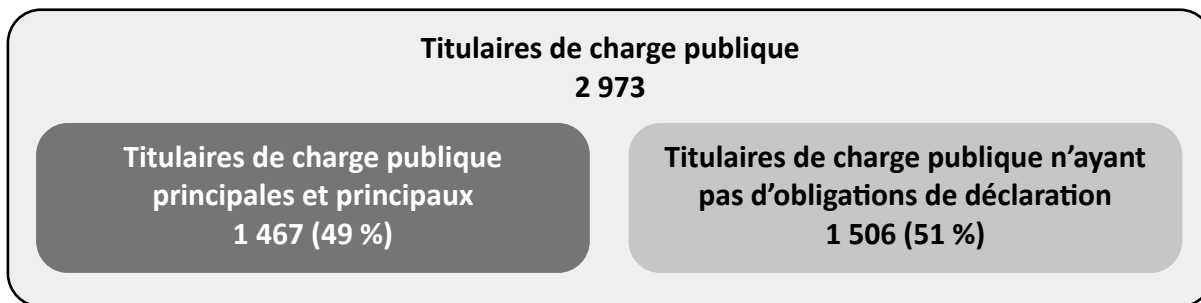 Titulaires de charge publique
2 973
Titulaires de charge publique
principales et principaux
1 467 (49 %)
Titulaires de charge publique n’ayant
pas d’obligations de déclaration
1 506 (51 %)